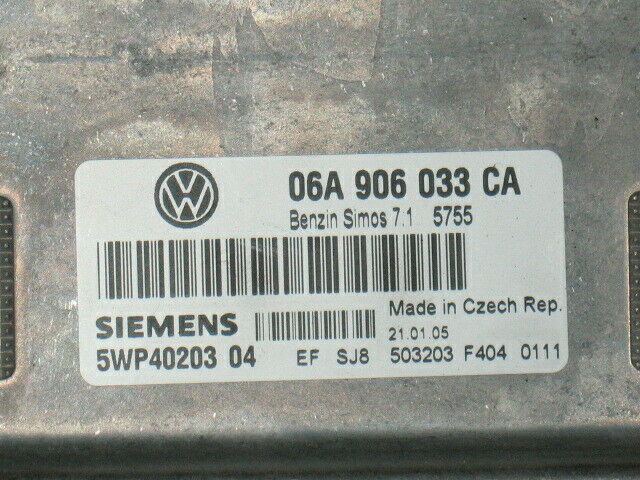 06A 906 033 CA
Benzin Simos 7.1 5755
SIEMENS
Made in Czech Rep.
21.01.05
5WP40203 04 EF SJ8 503203 F404 0111